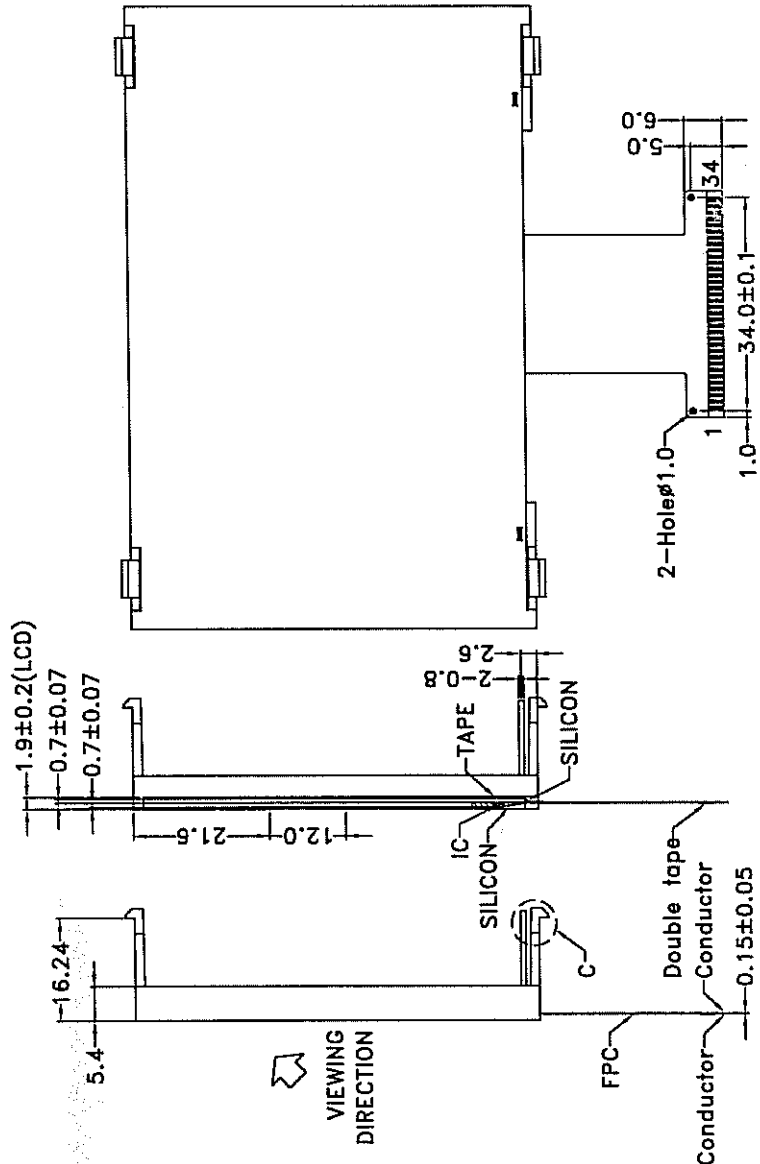 6.0
5.0
34
34.0±0.1
1
2-Holeø1.0
1.0
1.9±0.2(LCD)
0.7±0.07
0.7±0.07
2.6
2-0.8
TAPE
SILICON
IC
SILICON
21.6
12.0
Double tape
16.24
5.4
C
VIEWING
DIRECTION
FPC
Conductor
Conductor
0.15±0.05